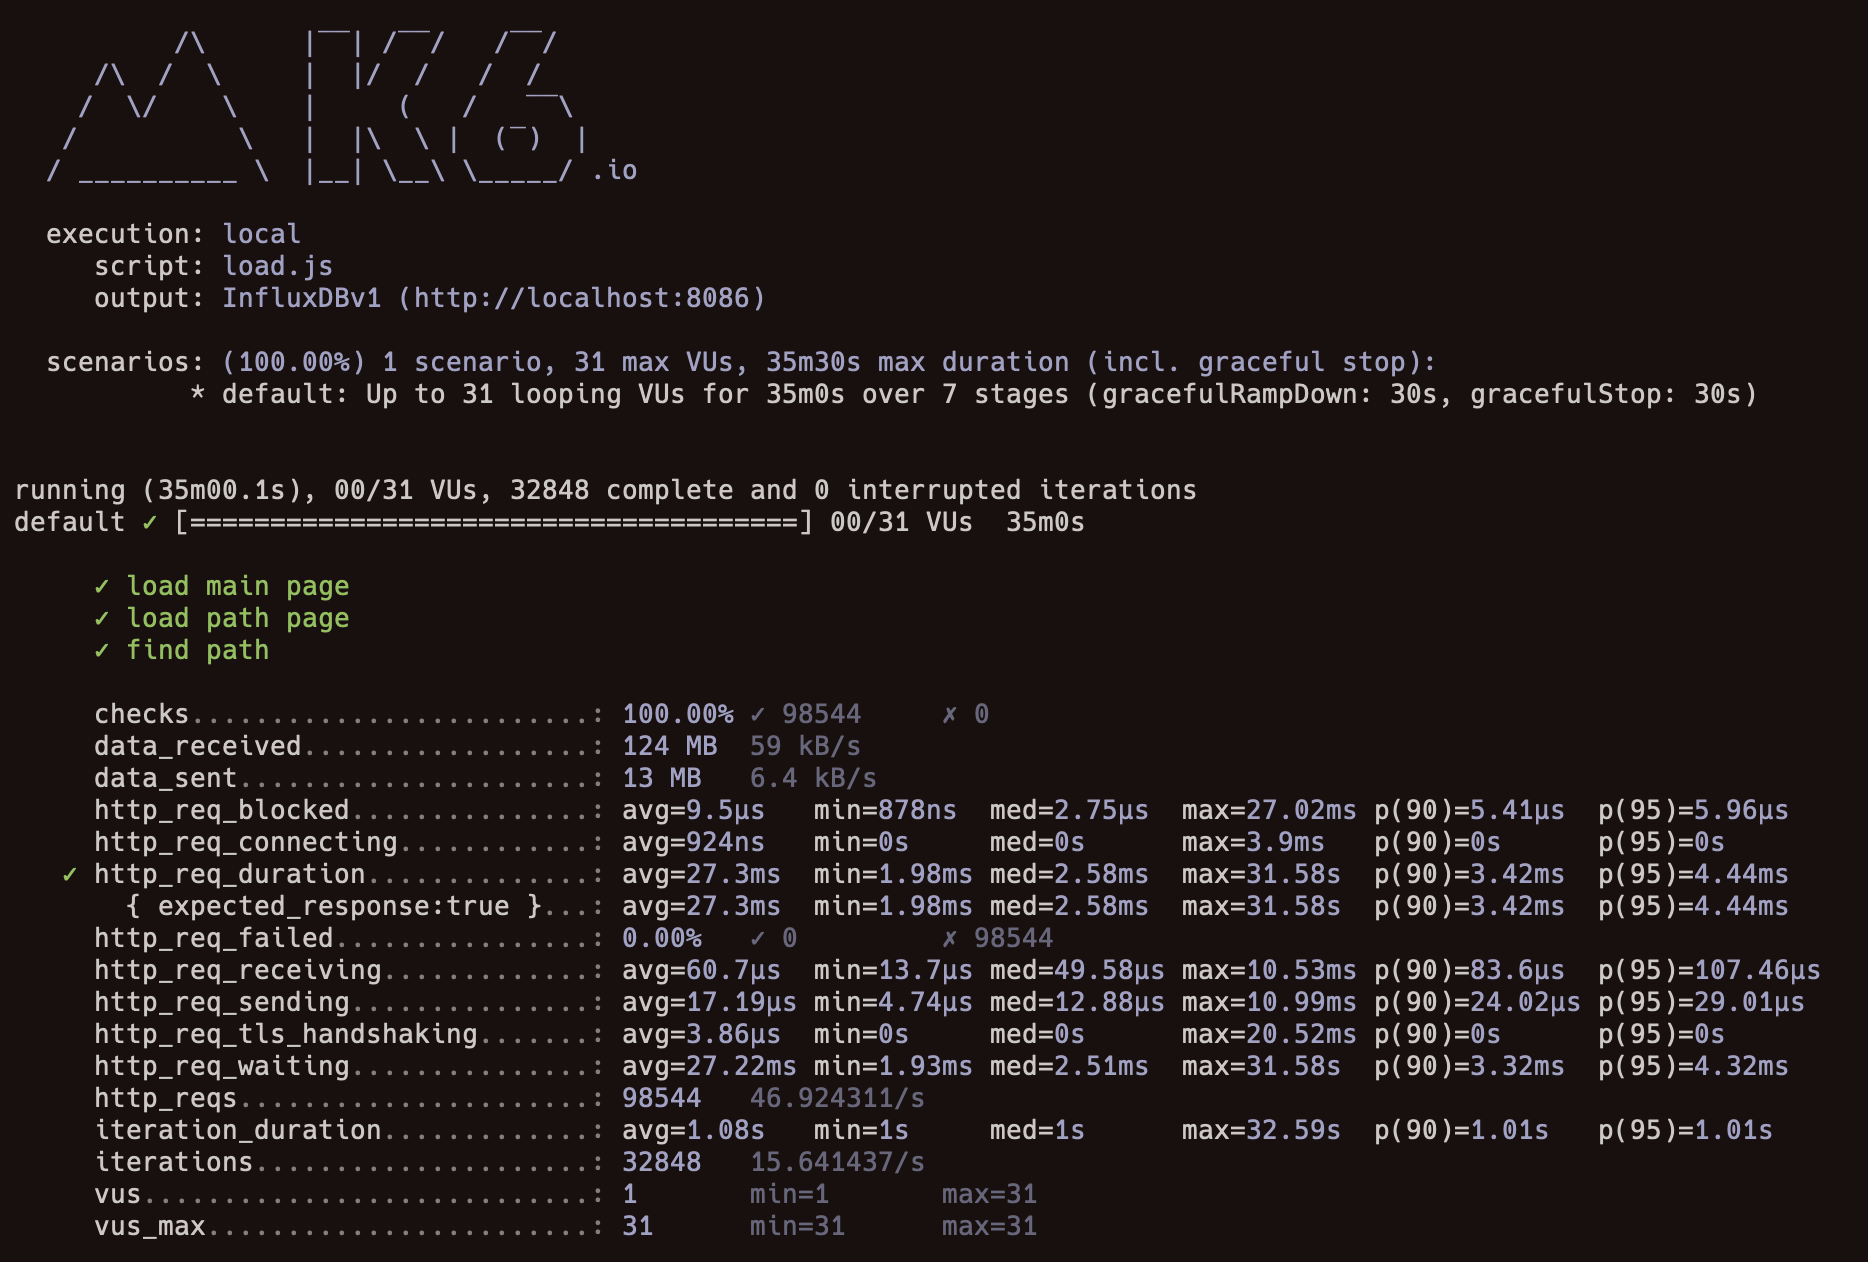 /\      |‾‾| /‾‾/   /‾‾/
     /\  /  \     |  |/  /   /  /
    /  \/    \    |     (   /   ‾‾\
   /          \   |  |\  \ |  (‾)  |
  / __________ \  |__| \__\ \_____/ .io
execution: local
script: load.js
output: InfluxDBv1 (http://localhost:8086)
scenarios: (100.00%) 1 scenario, 31 max VUs, 35m30s max duration (incl. graceful stop):
* default: Up to 31 looping VUs for 35m0s over 7 stages (gracefulRampDown: 30s, gracefulStop: 30s)
running (35m00.1s), 00/31 VUs, 32848 complete and 0 interrupted iterations
default ✓ [======================================] 00/31 VUs  35m0s
✓ load main page
✓ load path page
✓ find path
checks.........................: 100.00% ✓ 98544     ✗ 0
data_received..................: 124 MB  59 kB/s
data_sent......................: 13 MB   6.4 kB/s
http_req_blocked...............: avg=9.5µs   min=878ns  med=2.75µs  max=27.02ms p(90)=5.41µs  p(95)=5.96µs
http_req_connecting............: avg=924ns   min=0s     med=0s      max=3.9ms   p(90)=0s      p(95)=0s
✓ http_req_duration..............: avg=27.3ms  min=1.98ms med=2.58ms  max=31.58s  p(90)=3.42ms  p(95)=4.44ms
{ expected_response:true }...: avg=27.3ms  min=1.98ms med=2.58ms  max=31.58s  p(90)=3.42ms  p(95)=4.44ms
http_req_failed................: 0.00%   ✓ 0         ✗ 98544
http_req_receiving.............: avg=60.7µs  min=13.7µs med=49.58µs max=10.53ms p(90)=83.6µs  p(95)=107.46µs
http_req_sending...............: avg=17.19µs min=4.74µs med=12.88µs max=10.99ms p(90)=24.02µs p(95)=29.01µs
http_req_tls_handshaking.......: avg=3.86µs  min=0s     med=0s      max=20.52ms p(90)=0s      p(95)=0s
http_req_waiting...............: avg=27.22ms min=1.93ms med=2.51ms  max=31.58s  p(90)=3.32ms  p(95)=4.32ms
http_reqs......................: 98544   46.924311/s
iteration_duration.............: avg=1.08s   min=1s     med=1s      max=32.59s  p(90)=1.01s   p(95)=1.01s
iterations.....................: 32848   15.641437/s
vus............................: 1       min=1       max=31
vus_max........................: 31      min=31      max=31